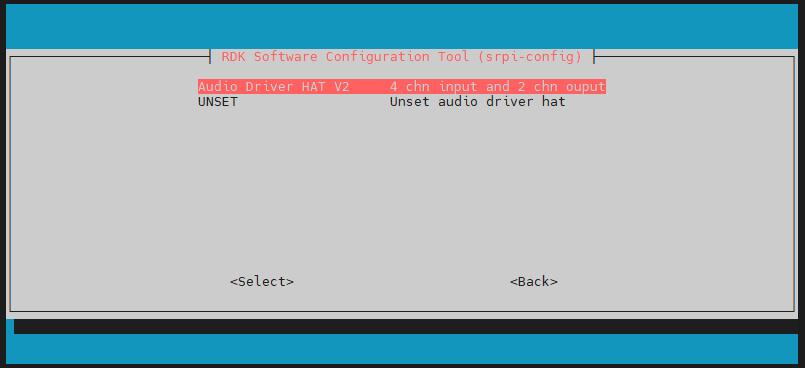 RDK Software Configuration Tool (srpi-config)
Audio Driver HAT V2 4 chn input and 2 chn ouput
UNSET Unset audio driver hat
<Select> <Back>